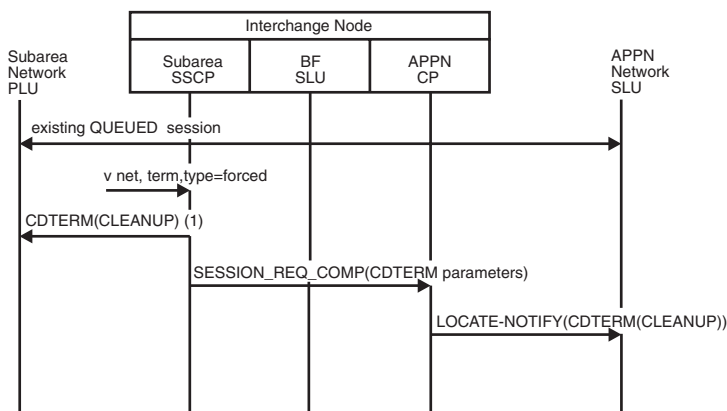 Interchange Node
Subarea
Network
PLU
Subarea
SSCP
BF
SLU
APPN
CP
APPN
Network
SLU
existing QUEUED session
v net, term,type=forced
CDTERM(CLEANUP) (1)
SESSION_REQ_COMP(CDTERM parameters)
LOCATE-NOTIFY(CDTERM(CLEANUP))